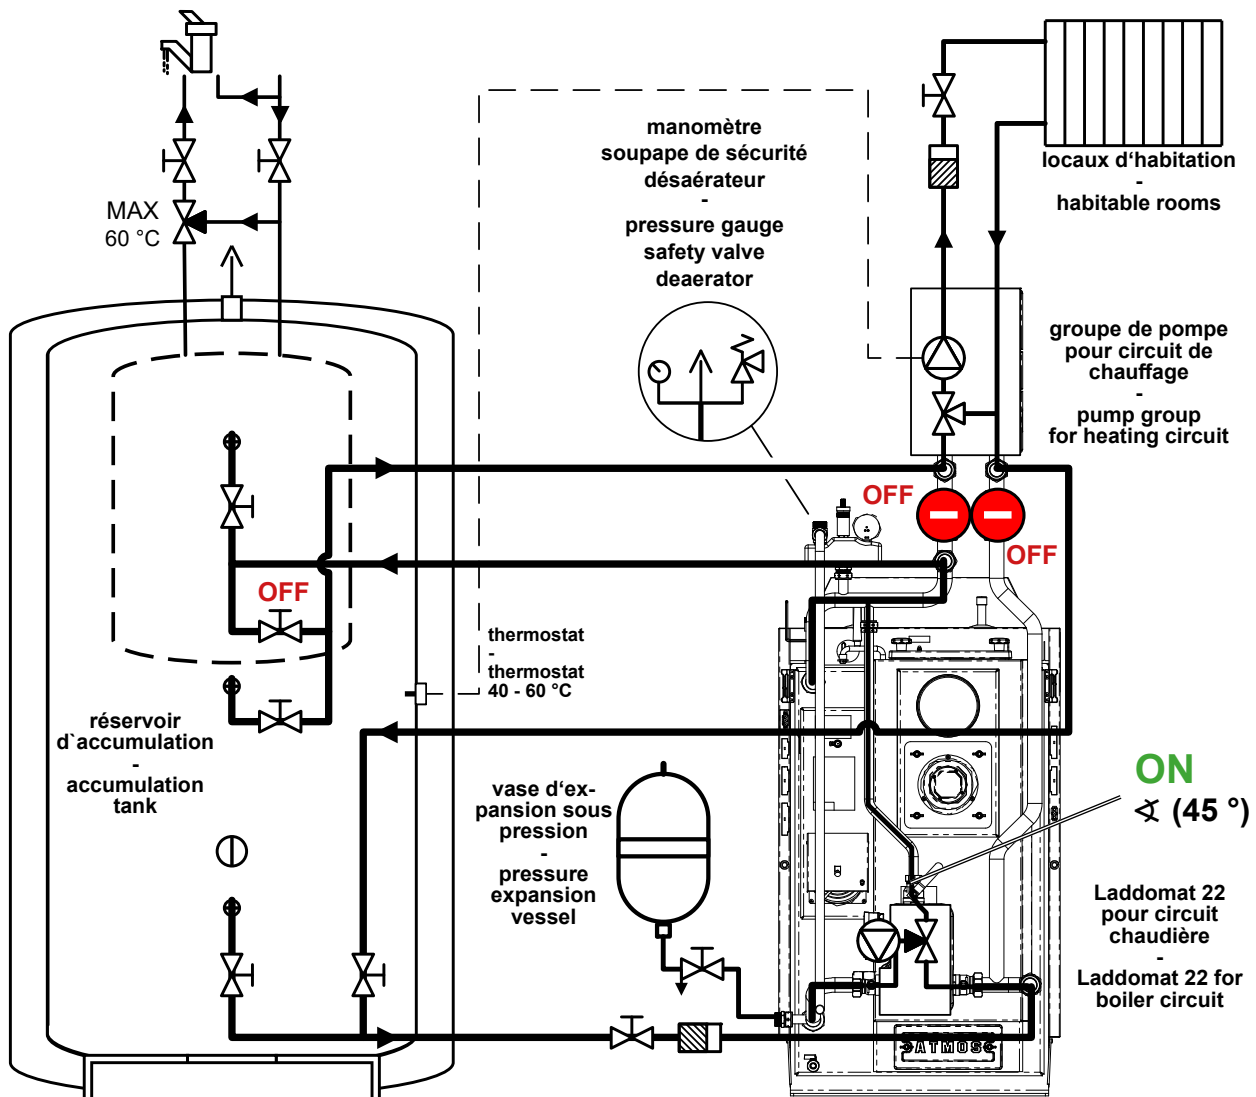 manomètre
soupape de sécurité
désaérateur
-
pressure gauge
safety valve
deaerator
locaux d‘habitation
-
habitable rooms
MAX
60 °C
groupe de pompe
pour circuit de
chauffage
-
pump group
for heating circuit
OFF
OFF
OFF
thermostat
-
thermostat
40 - 60 °C
réservoir
d`accumulation
-
accumulation
tank
vase d‘ex-
pansion sous
pression
-
pressure
expansion
vessel
ON
∢ (45 °)
Laddomat 22
pour circuit
chaudière
-
Laddomat 22 for
boiler circuit
ATMOS